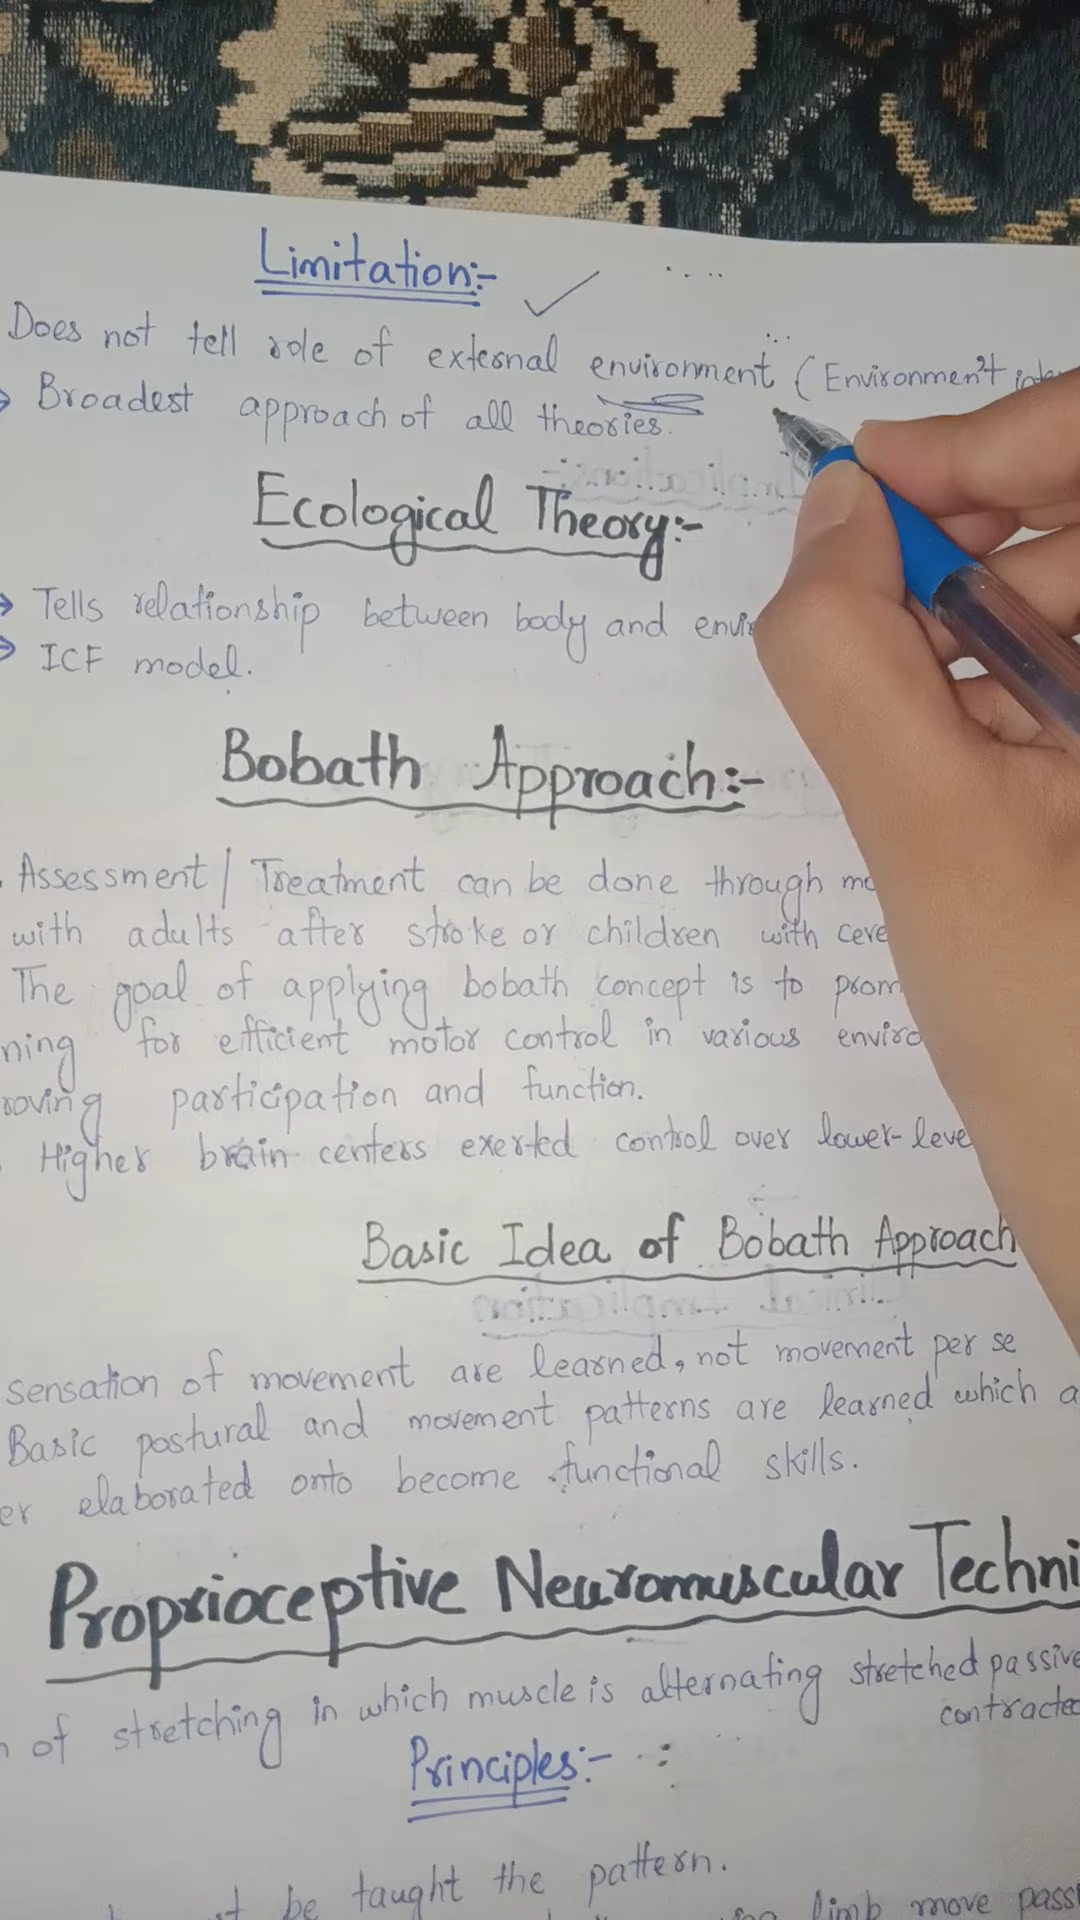 Limitation:-
Does not tell role of external environment (Environment
Broadest approach of all theories.
Ecological Theory:-
→ Tells relationship between body and
→ ICF model.
Bobath Approach:-
Assessment / Treatment can be done through
with adults after stroke or children with
The goal of applying bobath concept is to
ning for efficient motor control in various
roving participation and function.
Higher brain centers exerted control over lower-
Basic Idea of Bobath Approach
sensation of movement are learned, not movement per se
Basic postural and movement patterns are learned which
er elaborated onto become functional skills.
Proprioceptive Neuromuscular
of stretching in which muscle is alternating stretched
contracted
Principles:-
be taught the pattern.
limb move